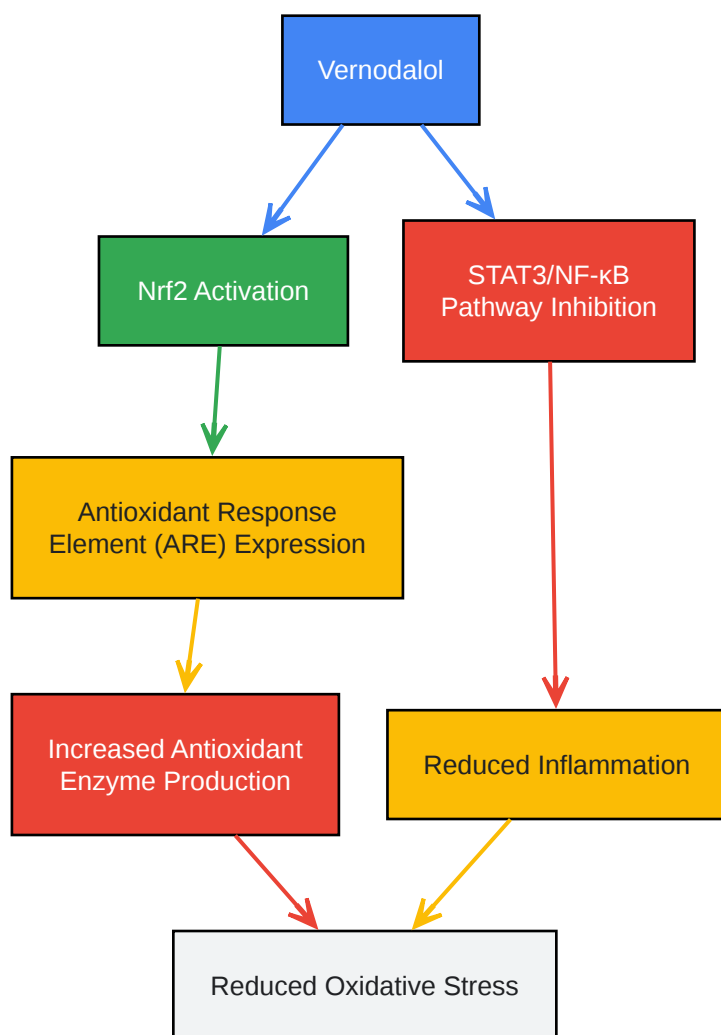 Vernodalol
Nrf2 Activation
STAT3/NF-κB
Pathway Inhibition
Antioxidant Response
Element (ARE) Expression
Increased Antioxidant
Enzyme Production
Reduced Inflammation
Reduced Oxidative Stress